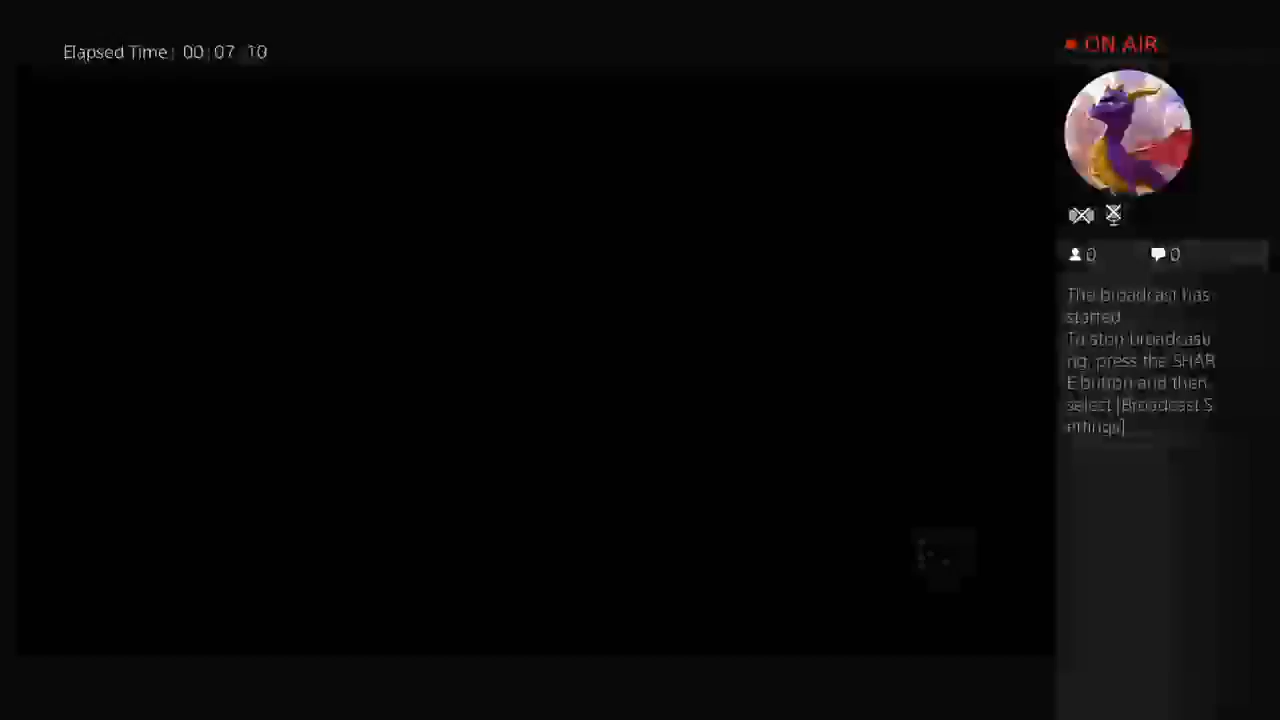 Elapsed Time: 00:07:10
ON AIR
0 0
The broadcast has
started.
To stop broadcasti
ng, press the SHAR
E button and then
select [Broadcast S
ettings].